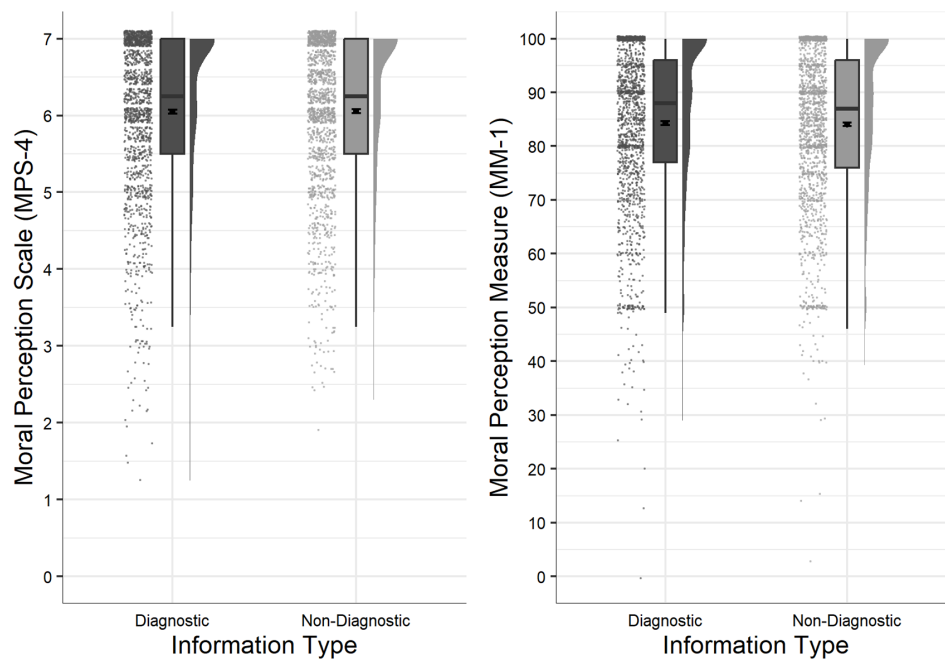 Moral Perception Scale (MPS-4)
7
6
5
4
3
2
1
0
Diagnostic
Non-Diagnostic
Information Type
Moral Perception Measure (MM-1)
100
90
80
70
60
50
40
30
20
10
0
Diagnostic
Non-Diagnostic
Information Type